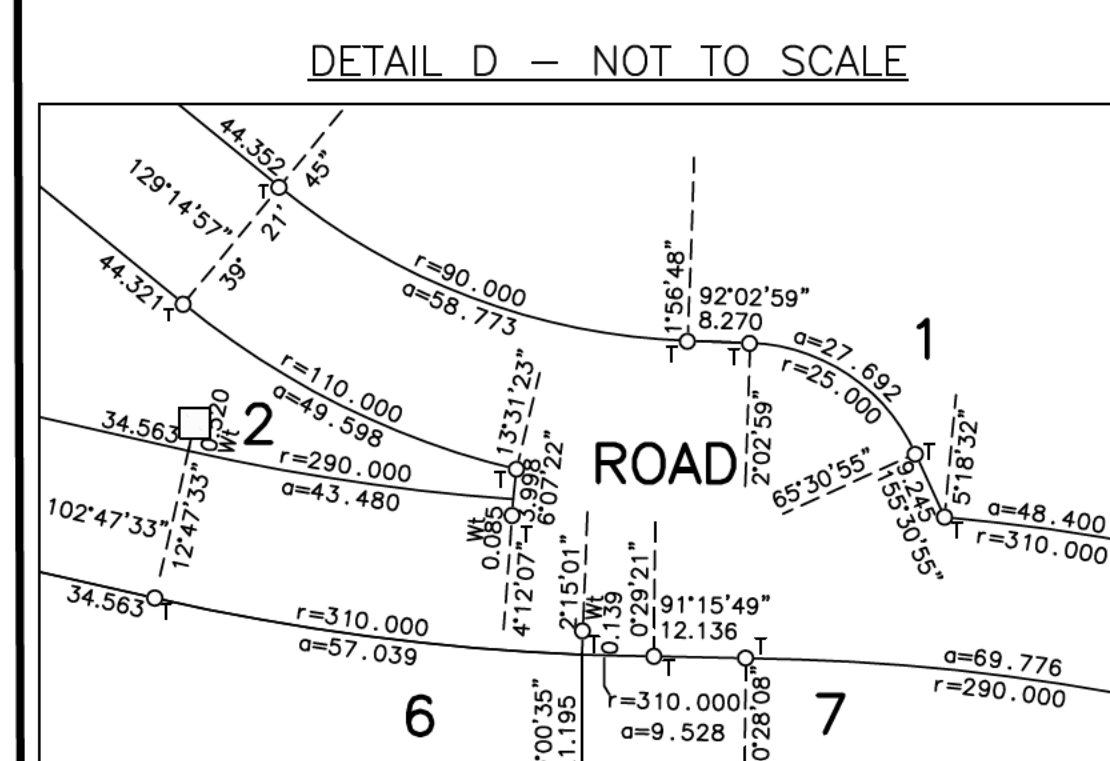 DETAIL D – NOT TO SCALE
44.352
45"
21'
39°
T
129°14'57"
44.321
T
r=90.000
a=58.773
1°56'48"
92°02'59"
8.270
T
T
a=27.692
r=25.000
1
2°02'59"
r=110.000
a=49.598
13°31'23"
T
3.998
6°07'22"
ROAD
65°30'55"
T
9.245
155°30'55"
5°18'32"
T
a=48.400
r=310.000
34.563
Wt
2
r=290.000
a=43.480
Wt
0.085
T
4°12'07"
102°47'33"
12°47'33"
34.563
T
r=310.000
a=57.039
2°15'01"
Wt
0.139
T
0°29'21"
91°15'49"
12.136
T
T
a=69.776
r=290.000
6
°00'35"
1.195
r=310.000
a=9.528
0°28'08"
7